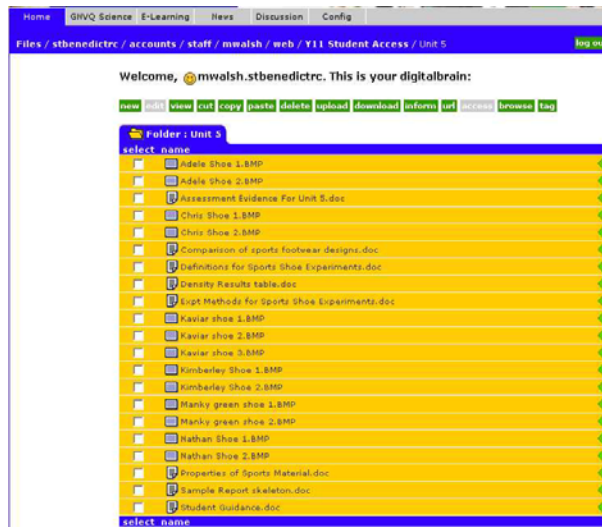 Home GNVQ Science E-Learning News Discussion Config
Files / stbenedictrc / accounts / staff / mwalsh / web / Y11 Student Access / Unit 5 log ou
Welcome, mwalsh.stbenedictrc. This is your digitalbrain:
new edit view cut copy paste delete upload download inform url access browse tag
Folder : Unit 5
select name
Adele Shoe 1.BMP
Adele Shoe 2.BMP
Assessment Evidence For Unit 5.doc
Chris Shoe 1.BMP
Chris Shoe 2.BMP
Comparison of sports footwear designs.doc
Definitions for Sports Shoe Experiments.doc
Density Results table.doc
Expt Methods for Sports Shoe Experiments.doc
Kaviar shoe 1.BMP
Kaviar shoe 2.BMP
Kaviar shoe 3.BMP
Kimberley Shoe 1.BMP
Kimberley Shoe 2.BMP
Manky green shoe 1.BMP
Manky green shoe 2.BMP
Nathan Shoe 1.BMP
Nathan Shoe 2.BMP
Properties of Sports Material.doc
Sample Report skeleton.doc
Student Guidance.doc
select name